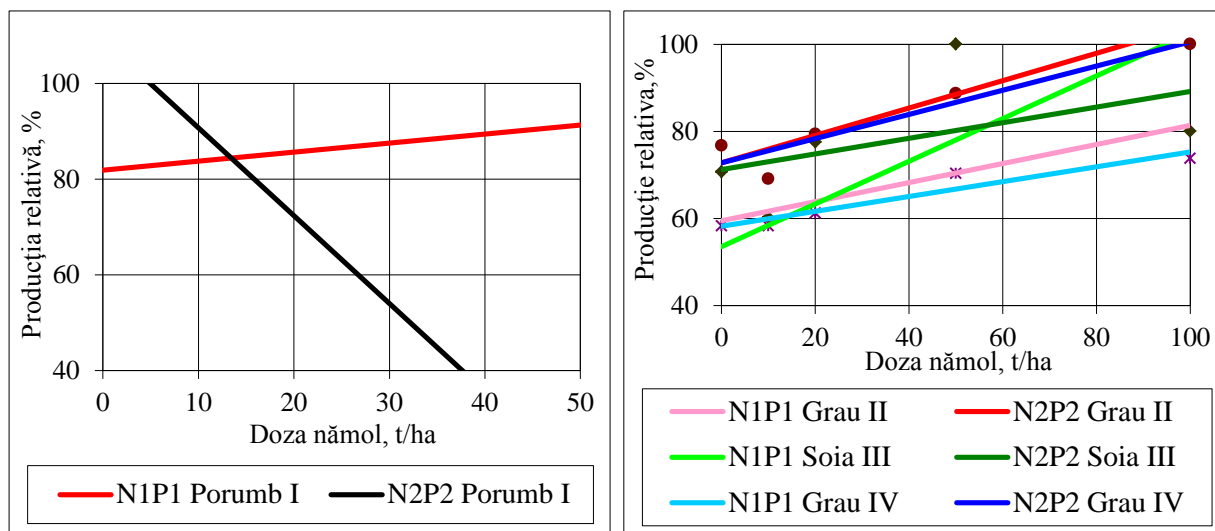 Producţia relativă, %
100
80
60
40
0 10 20 30 40 50
Doza nămol, t/ha
N1P1 Porumb I N2P2 Porumb I
Producţie relativa,%
100
80
60
40
0 20 40 60 80 100
Doza nămol, t/ha
N1P1 Grau II N2P2 Grau II
N1P1 Soia III N2P2 Soia III
N1P1 Grau IV N2P2 Grau IV